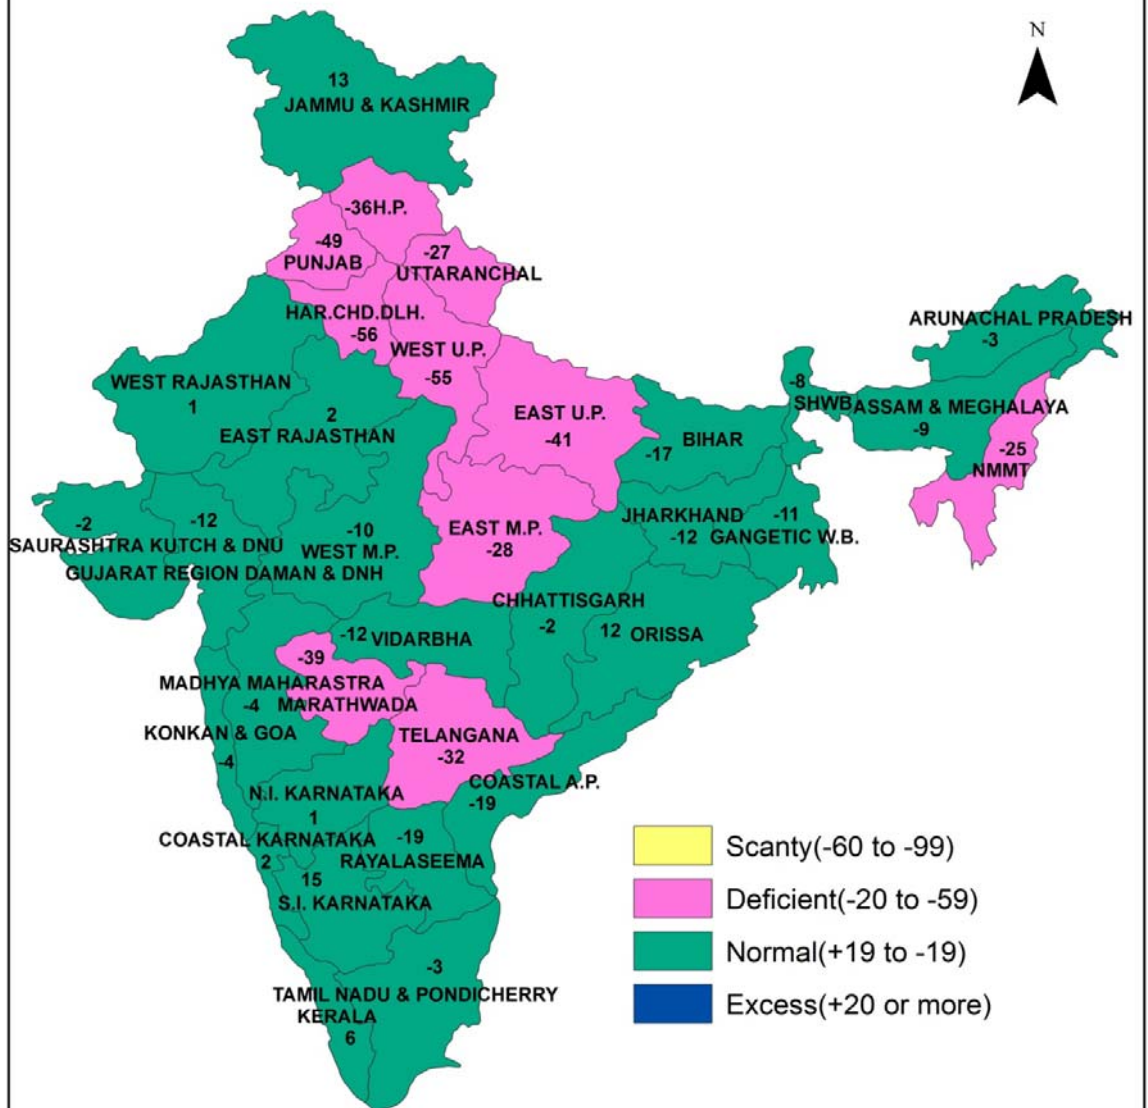 N
13
JAMMU & KASHMIR
-36H.P.
-49
PUNJAB
-27
UTTARANCHAL
HAR.CHD.DLH.
-56
WEST U.P.
-55
ARUNACHAL PRADESH
-3
WEST RAJASTHAN
1
2
EAST RAJASTHAN
EAST U.P.
-41
BIHAR
-17
-8
SHWB
ASSAM & MEGHALAYA
-9
-25
NMMT
-2
SAURASHTRA KUTCH & DNU
-12
GUJARAT REGION DAMAN & DNH
-10
WEST M.P.
EAST M.P.
-28
JHARKHAND
-12
-11
GANGETIC W.B.
CHHATTISGARH
-2
12 ORISSA
-12 VIDARBHA
-39
MARATHWADA
MADHYA MAHARASTRA
-4
KONKAN & GOA
-4
TELANGANA
-32
COASTAL A.P.
-19
N.I. KARNATAKA
1
COASTAL KARNATAKA
2
-19
RAYALASEEMA
15
S.I. KARNATAKA
-3
TAMIL NADU & PONDICHERRY
KERALA
6
Scanty(-60 to -99)
Deficient(-20 to -59)
Normal(+19 to -19)
Excess(+20 or more)